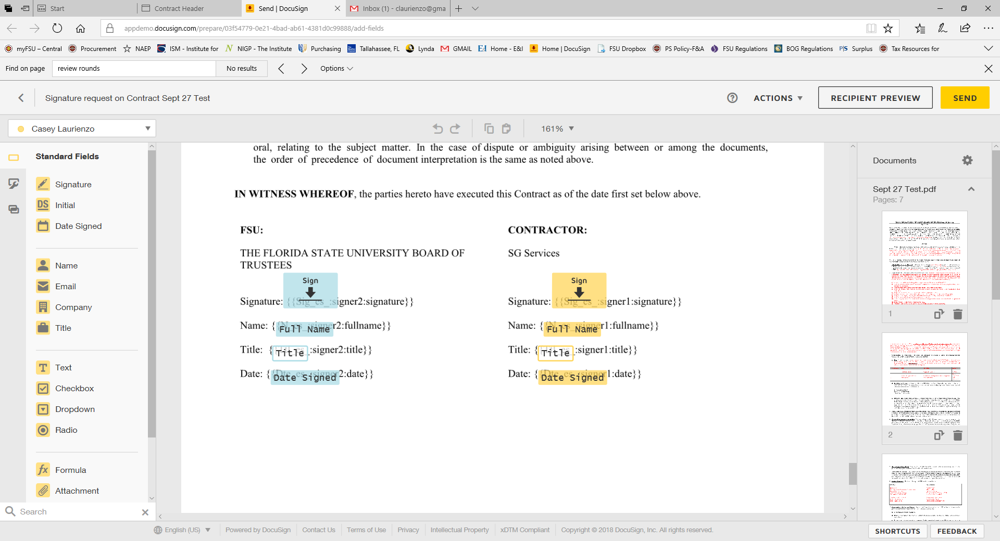 Start
Contract Header
Send | DocuSign
Inbox (1) - claurienzo@gma
appdemo.docusign.com/prepare/03f54779-0e21-4bad-ab61-4381d0c99888/add-fields
myFSU – Central
Procurement
NAEP
ISM - Institute for
NIGP - The Institute
Purchasing
Tallahassee, FL
Lynda
GMAIL
Home - E&I
Home | DocuSign
FSU Dropbox
PS Policy-F&A
FSU Regulations
BOG Regulations
Surplus
Tax Resources for
Find on page
review rounds
No results
Options
Signature request on Contract Sept 27 Test
ACTIONS
RECIPIENT PREVIEW
SEND
Casey Laurienzo
161%
Standard Fields
Signature
Initial
Date Signed
Name
Email
Company
Title
Text
Checkbox
Dropdown
Radio
Formula
Attachment
Search
oral, relating to the subject matter. In the case of dispute or ambiguity arising between or among the documents,
the order of precedence of document interpretation is the same as noted above.
IN WITNESS WHEREOF, the parties hereto have executed this Contract as of the date first set below above.
FSU:
THE FLORIDA STATE UNIVERSITY BOARD OF
TRUSTEES
Sign
Signature: {{Sig_es_:signer2:signature}}
Name: {{N_es_:signer2:fullname}}
Full Name
Title: {{Ttl_es_:signer2:title}}
Title
Date: {{Dte_es_:signer2:date}}
Date Signed
CONTRACTOR:
SG Services
Sign
Signature: {{Sig_es_:signer1:signature}}
Name: {{N_es_:signer1:fullname}}
Full Name
Title: {{Ttl_es_:signer1:title}}
Title
Date: {{Dte_es_:signer1:date}}
Date Signed
Documents
Sept 27 Test.pdf
Pages: 7
1
2
English (US)
Powered by DocuSign
Contact Us
Terms of Use
Privacy
Intellectual Property
xDTM Compliant
Copyright © 2018 DocuSign, Inc. All rights reserved.
SHORTCUTS
FEEDBACK